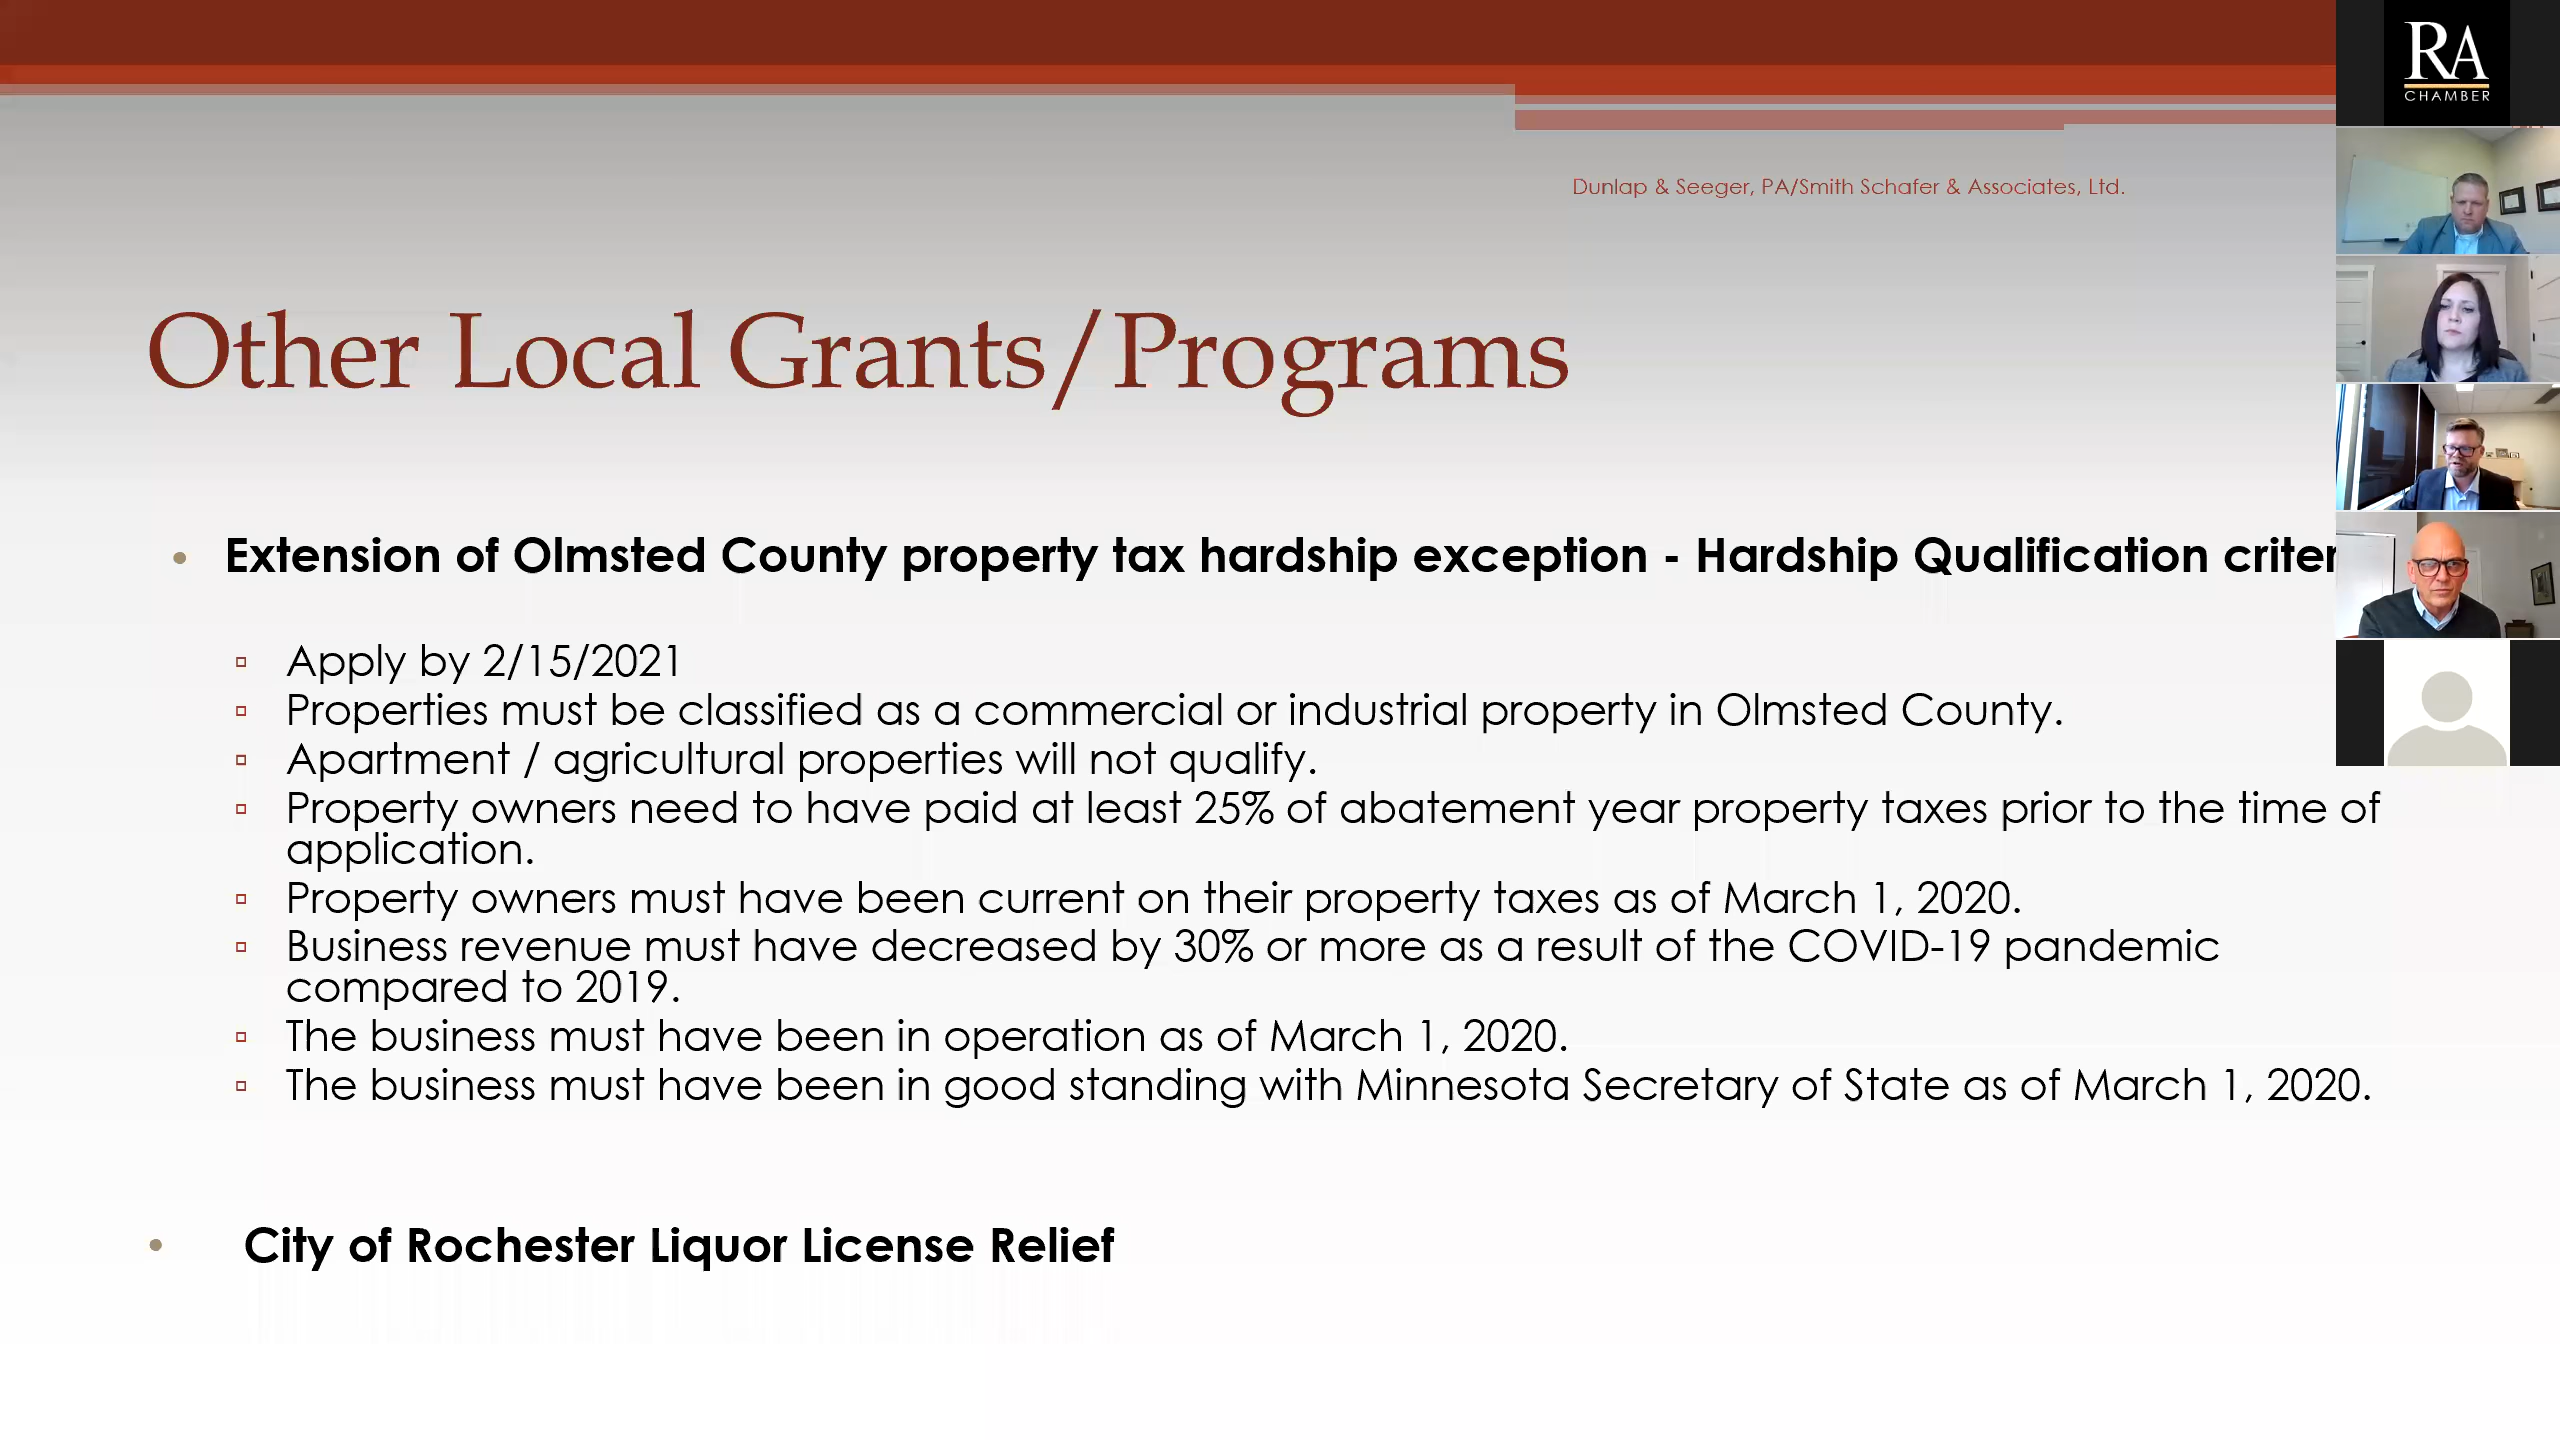 RA
CHAMBER
Dunlap & Seeger, PA/Smith Schafer & Associates, Ltd.
Other Local Grants/Programs
• Extension of Olmsted County property tax hardship exception - Hardship Qualification criter
▫ Apply by 2/15/2021
▫ Properties must be classified as a commercial or industrial property in Olmsted County.
▫ Apartment / agricultural properties will not qualify.
▫ Property owners need to have paid at least 25% of abatement year property taxes prior to the time of
application.
▫ Property owners must have been current on their property taxes as of March 1, 2020.
▫ Business revenue must have decreased by 30% or more as a result of the COVID-19 pandemic
compared to 2019.
▫ The business must have been in operation as of March 1, 2020.
▫ The business must have been in good standing with Minnesota Secretary of State as of March 1, 2020.
• City of Rochester Liquor License Relief